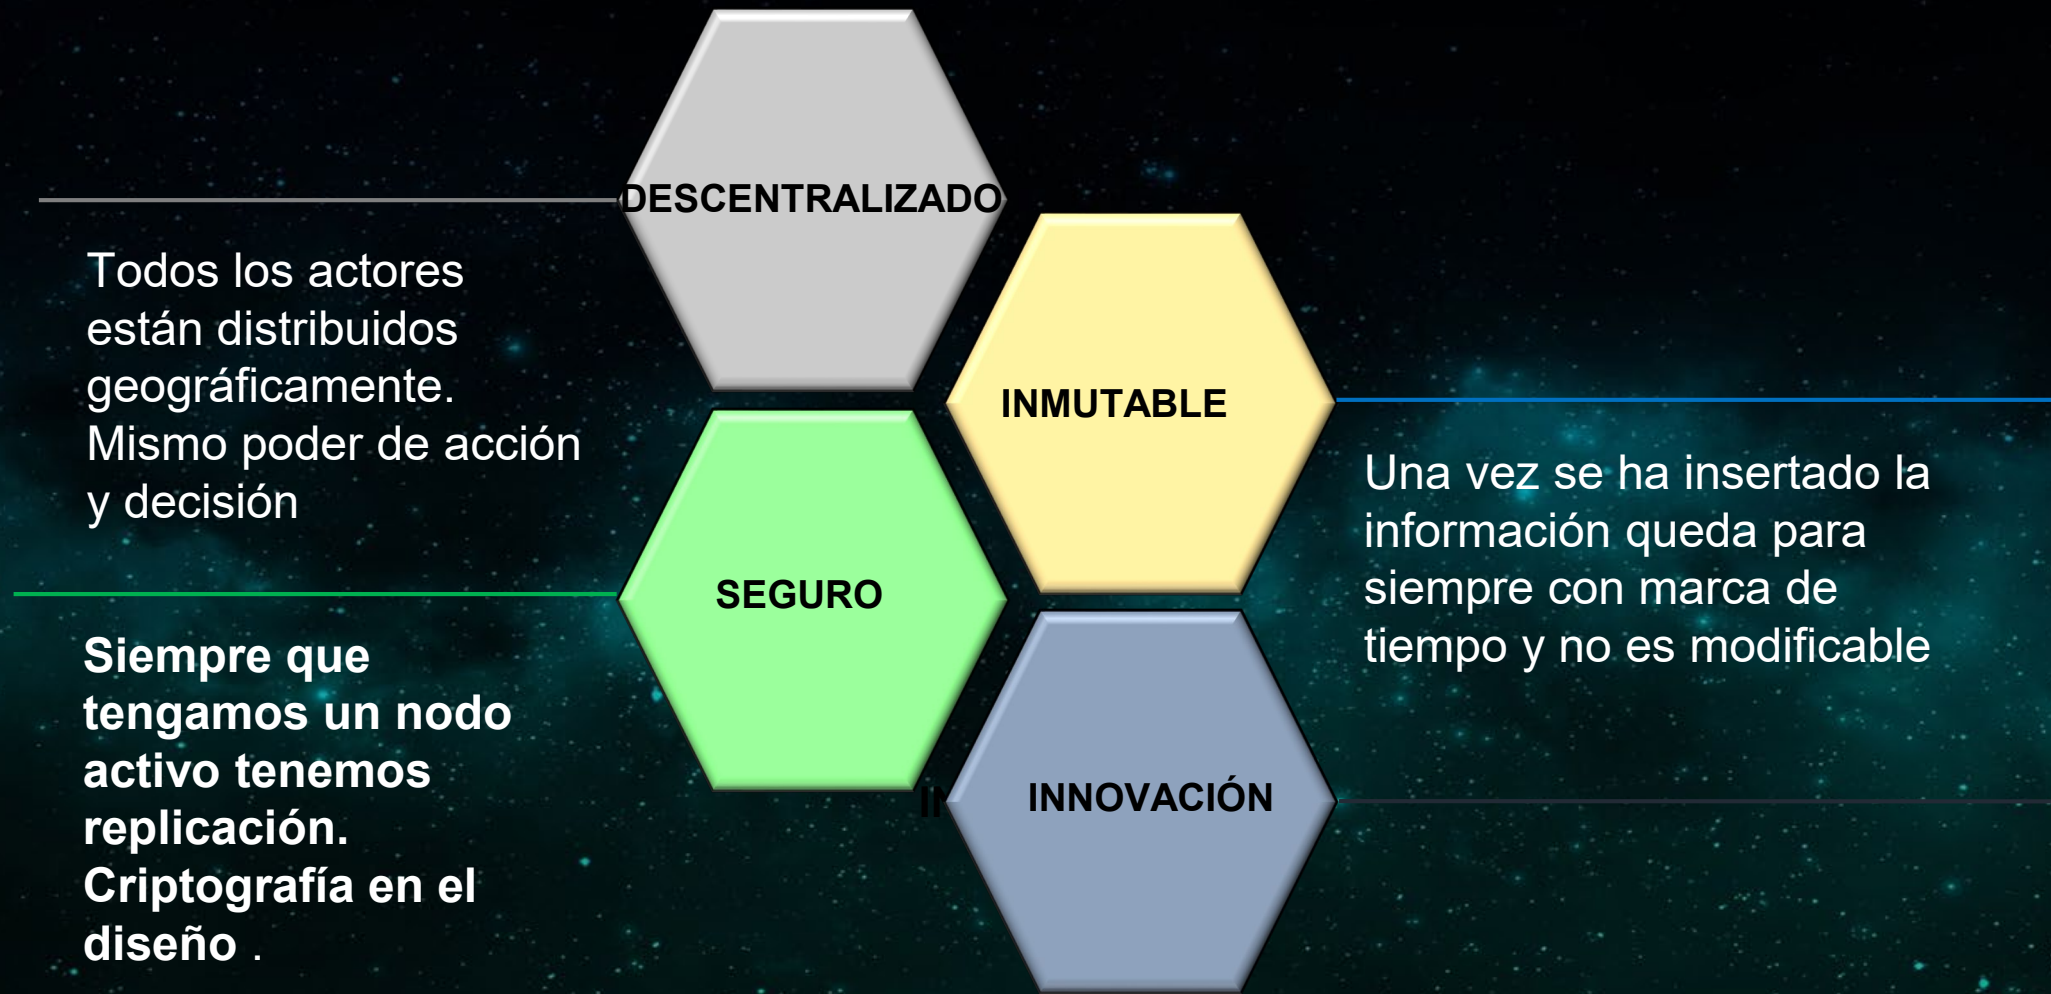 DESCENTRALIZADO
Todos los actores
están distribuidos
geográficamente.
Mismo poder de acción
y decisión
INMUTABLE
Una vez se ha insertado la
información queda para
siempre con marca de
tiempo y no es modificable
SEGURO
Siempre que
tengamos un nodo
activo tenemos
replicación.
Criptografía en el
diseño .
INNOVACIÓN